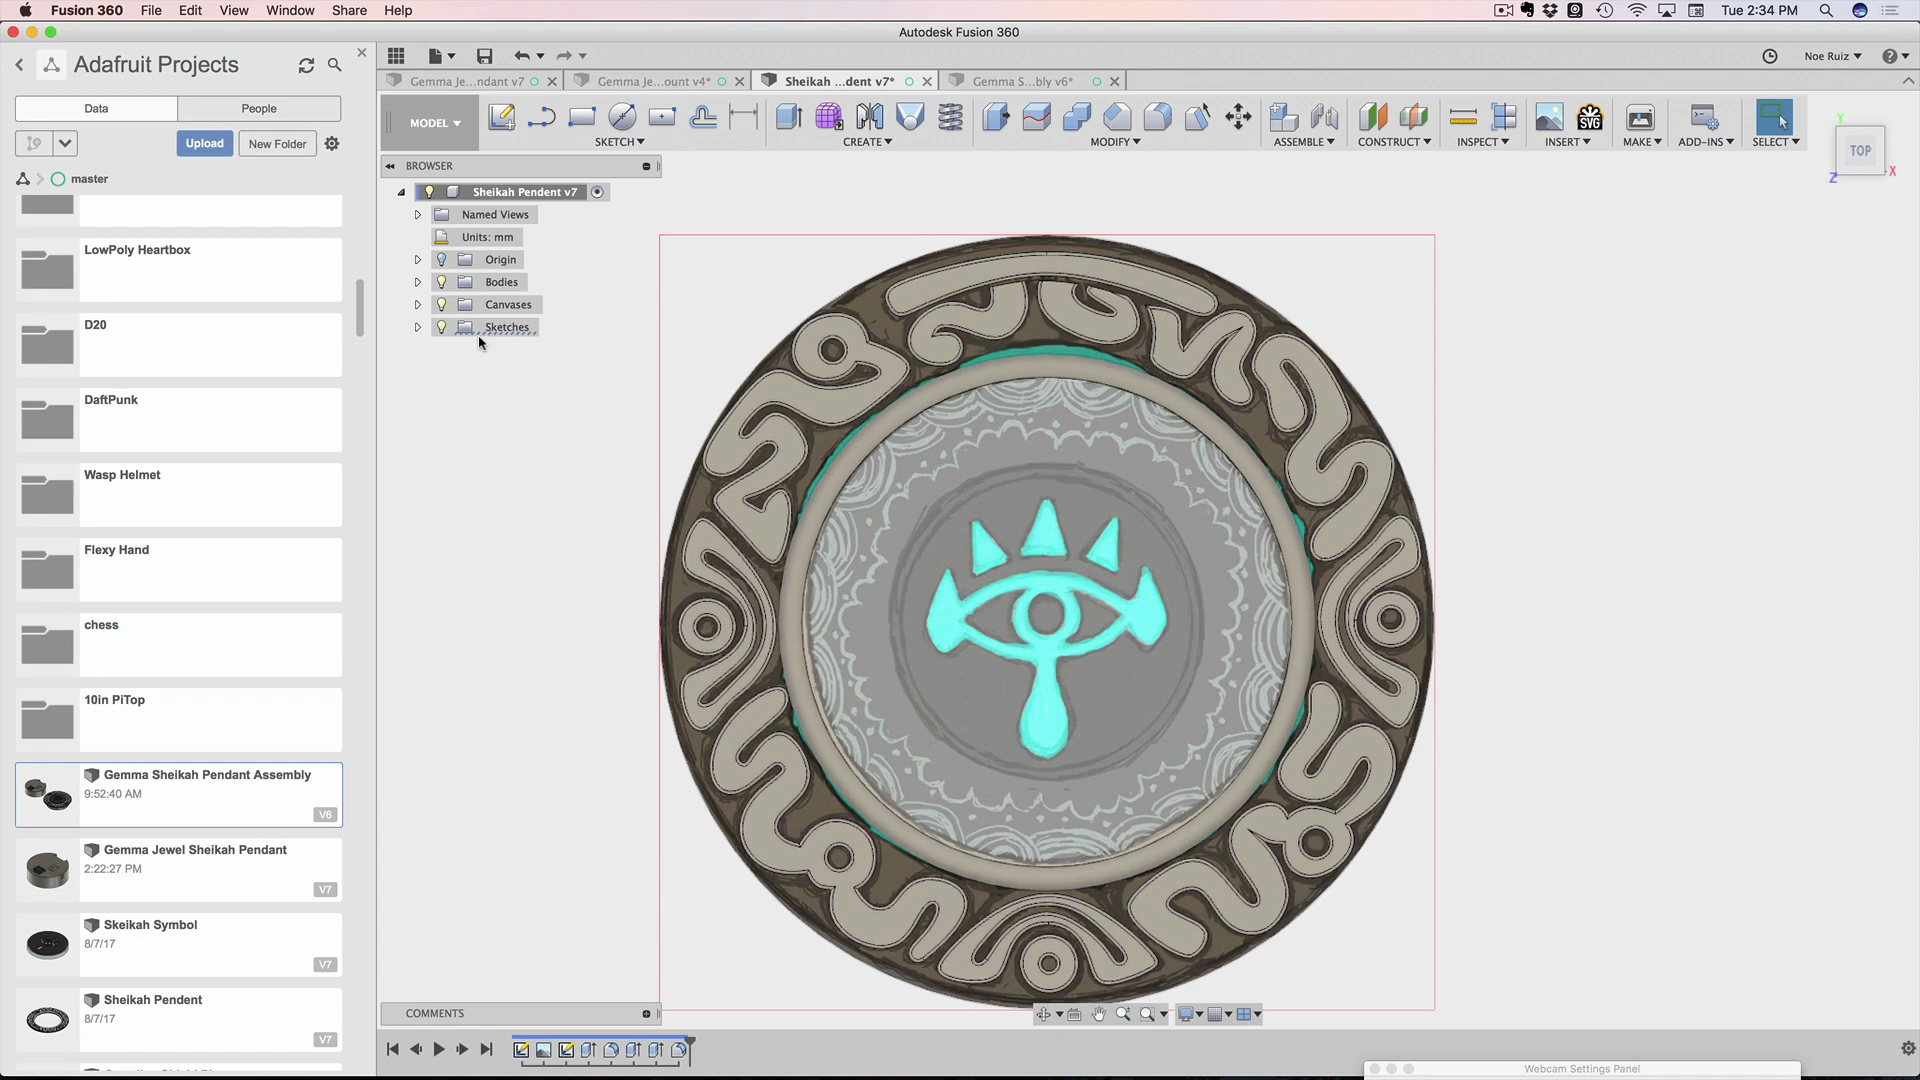 Fusion 360 File Edit View Window Share Help
Tue 2:34 PM
Autodesk Fusion 360
Adafruit Projects
Noe Ruiz
Gemma Je...ndant v7
Gemma Je...ount v4*
Sheikah ...dent v7*
Gemma S...bly v6*
Data
People
MODEL
SKETCH
CREATE
MODIFY
ASSEMBLE
CONSTRUCT
INSPECT
SVG
INSERT
MAKE
ADD-INS
SELECT
Y
TOP
X
Z
Upload
New Folder
master
BROWSER
Sheikah Pendent v7
Named Views
Units: mm
Origin
Bodies
Canvases
Sketches
LowPoly Heartbox
D20
DaftPunk
Wasp Helmet
Flexy Hand
chess
10in PiTop
Gemma Sheikah Pendant Assembly
9:52:40 AM
V6
Gemma Jewel Sheikah Pendant
2:22:27 PM
V7
Skeikah Symbol
8/7/17
V7
Sheikah Pendent
8/7/17
V7
COMMENTS
Webcam Settings Panel